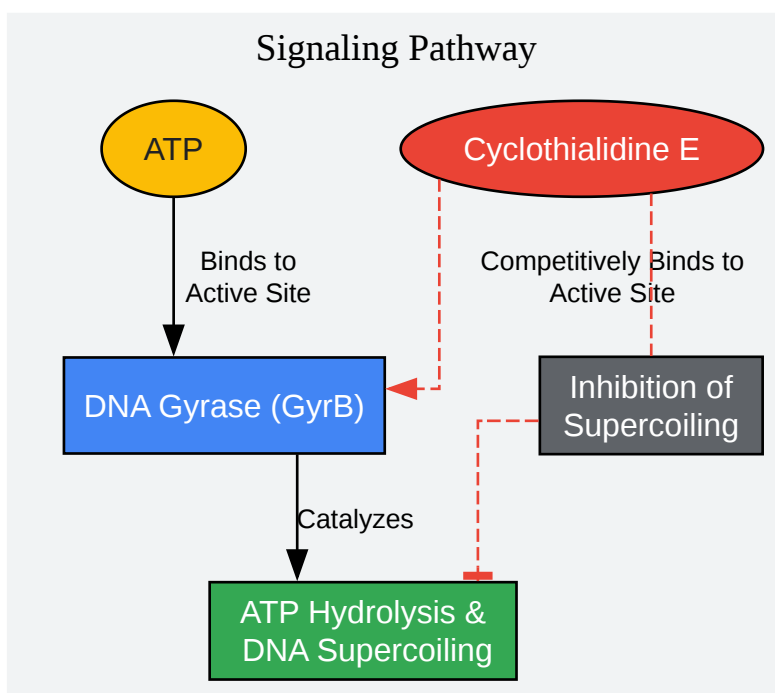 Signaling Pathway
ATP
Cyclothialidine E
Binds to
Active Site
Competitively Binds to
Active Site
DNA Gyrase (GyrB)
Inhibition of
Supercoiling
Catalyzes
ATP Hydrolysis &
DNA Supercoiling